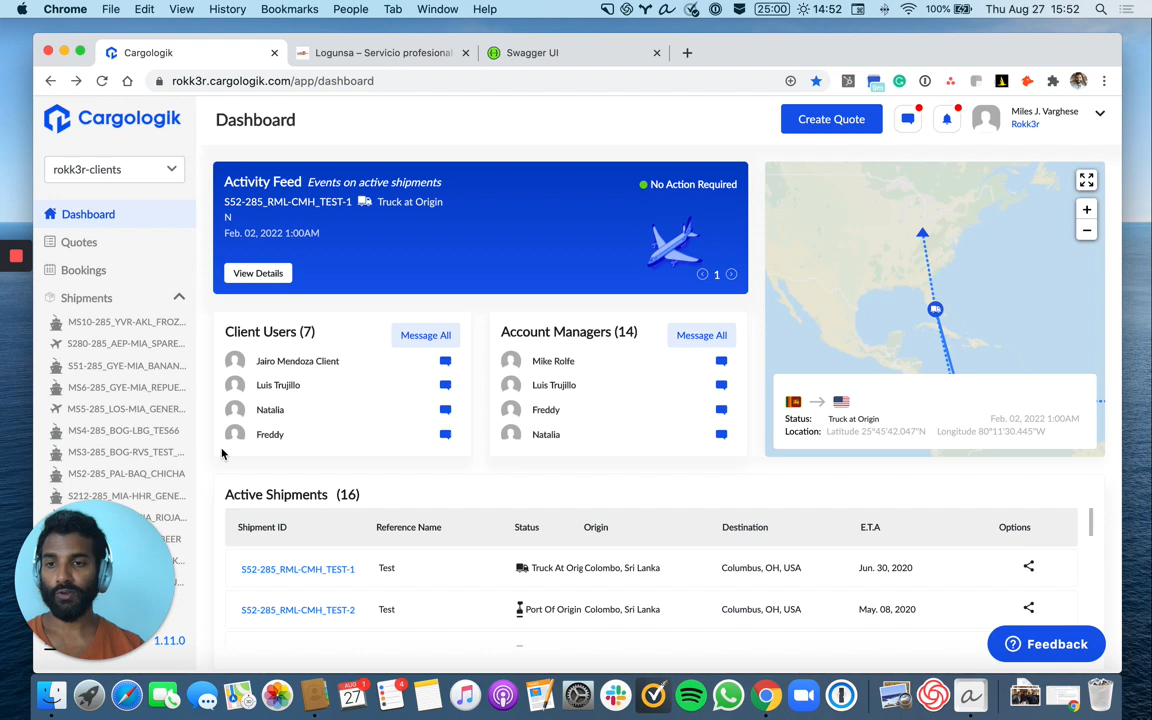 Chrome File Edit View History Bookmarks People Tab Window Help 25:00 14:52 100% Thu Aug 27 15:52
Cargologik Logunsa – Servicio profesional Swagger UI
rokk3r.cargologik.com/app/dashboard
Cargologik
Dashboard
Create Quote
Miles J. Varghese
Rokk3r
rokk3r-clients
Dashboard
Quotes
Bookings
Shipments
MS10-285_YVR-AKL_FROZ...
S280-285_AEP-MIA_SPARE...
S51-285_GYE-MIA_BANAN...
MS6-285_GYE-MIA_REPUE...
MS5-285_LOS-MIA_GENER...
MS4-285_BOG-LBG_TES66
MS3-285_BOG-RVS_TEST_...
MS2-285_PAL-BAQ_CHICHA
S212-285_MIA-HHR_GENE...
1.11.0
Activity Feed Events on active shipments
No Action Required
S52-285_RML-CMH_TEST-1 Truck at Origin
N
Feb. 02, 2022 1:00AM
View Details
1
Client Users (7)
Message All
Jairo Mendoza Client
Luis Trujillo
Natalia
Freddy
Account Managers (14)
Message All
Mike Rolfe
Luis Trujillo
Freddy
Natalia
Status: Truck at Origin Feb. 02, 2022 1:00AM
Location: Latitude 25°45'42.047"N Longitude 80°11'30.445"W
Active Shipments (16)
Shipment ID Reference Name Status Origin Destination E.T.A Options
S52-285_RML-CMH_TEST-1 Test Truck At Orig Colombo, Sri Lanka Columbus, OH, USA Jun. 30, 2020
S52-285_RML-CMH_TEST-2 Test Port Of Origin Colombo, Sri Lanka Columbus, OH, USA May. 08, 2020
Feedback